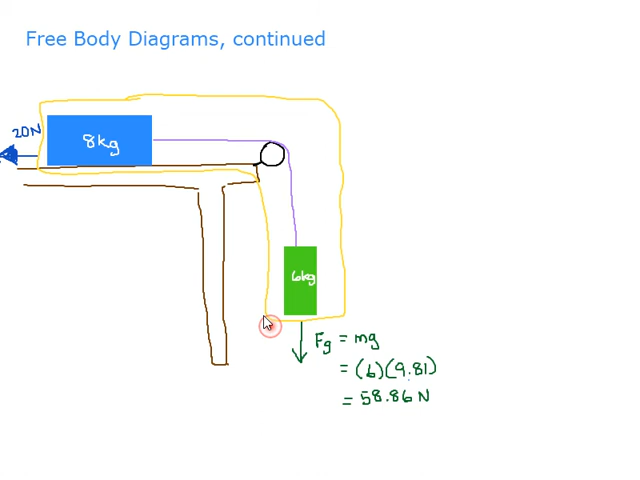 Free Body Diagrams, continued
20N
8kg
6kg
Fg = mg
= (6)(9.81)
= 58.86 N